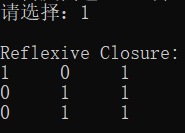 请选择：1
Reflexive Closure:
1 0 1
0 1 1
0 1 1